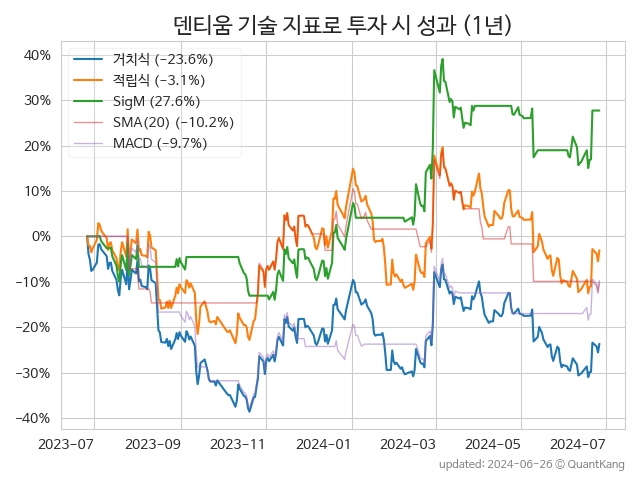 덴티움 기술 지표로 투자 시 성과 (1년)
거치식 (−23.6%)
적립식 (−3.1%)
SigM (27.6%)
SMA(20) (−10.2%)
MACD (−9.7%)
40%
30%
20%
10%
0%
−10%
−20%
−30%
−40%
2023-07
2023-09
2023-11
2024-01
2024-03
2024-05
2024-07
updated: 2024-06-26 © QuantKang